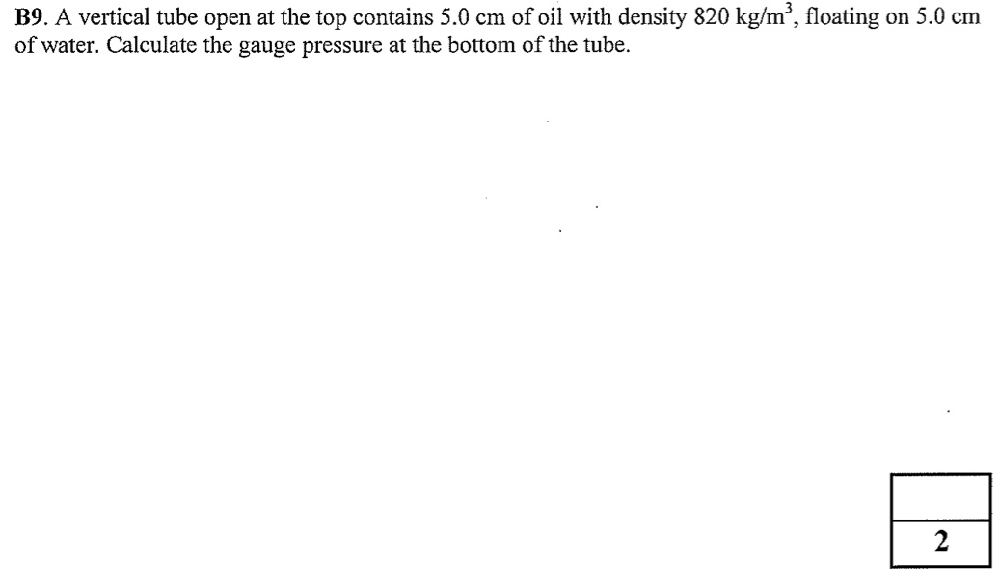 B9. A vertical tube open at the top contains 5.0 cm of oil with density 820 kg/m³, floating on 5.0 cm
of water. Calculate the gauge pressure at the bottom of the tube.
2